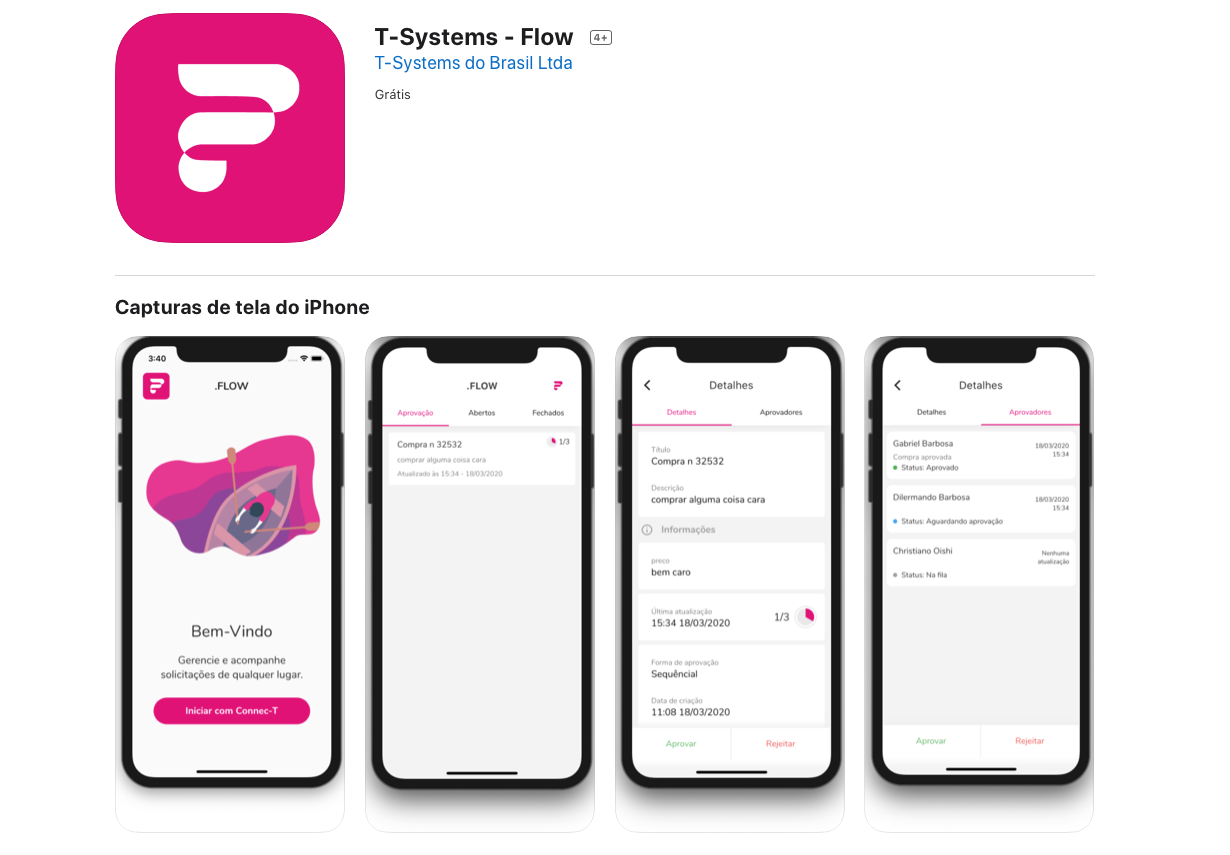 T-Systems - Flow 4+
T-Systems do Brasil Ltda
Grátis
Capturas de tela do iPhone
3:40
.FLOW
Bem-Vindo
Gerencie e acompanhe
solicitações de qualquer lugar.
Iniciar com Connec-T
.FLOW
Aprovação Abertos Fechados
Compra n 32532 1/3
comprar alguma coisa cara
Atualizado às 15:34 - 18/03/2020
Detalhes
Detalhes Aprovadores
Título
Compra n 32532
Descrição
comprar alguma coisa cara
Informações
preco
bem caro
Última atualização
15:34 18/03/2020 1/3
Forma de aprovação
Sequêncial
Data de criação
11:08 18/03/2020
Aprovar Rejeitar
Detalhes
Detalhes Aprovadores
Gabriel Barbosa 18/03/2020
Compra aprovada 15:34
Status: Aprovado
Dilermando Barbosa 18/03/2020
15:34
Status: Aguardando aprovação
Christiano Oishi Nenhuma
atualização
Status: Na fila
Aprovar Rejeitar